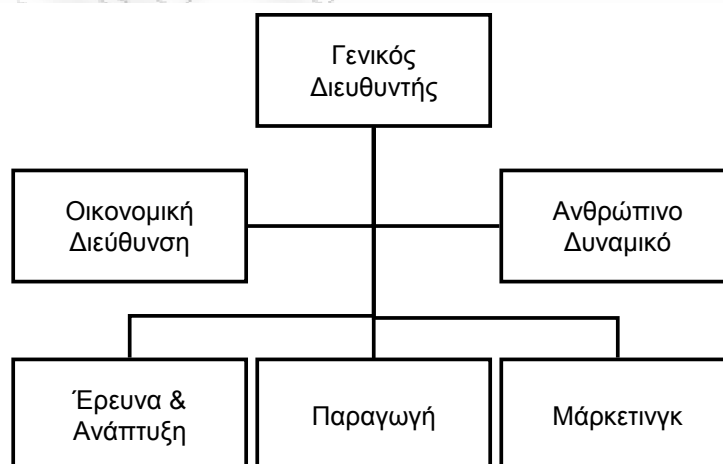 Γενικός
Διευθυντής
Οικονομική
Διεύθυνση
Ανθρώπινο
Δυναμικό
Έρευνα &
Ανάπτυξη
Παραγωγή
Μάρκετινγκ